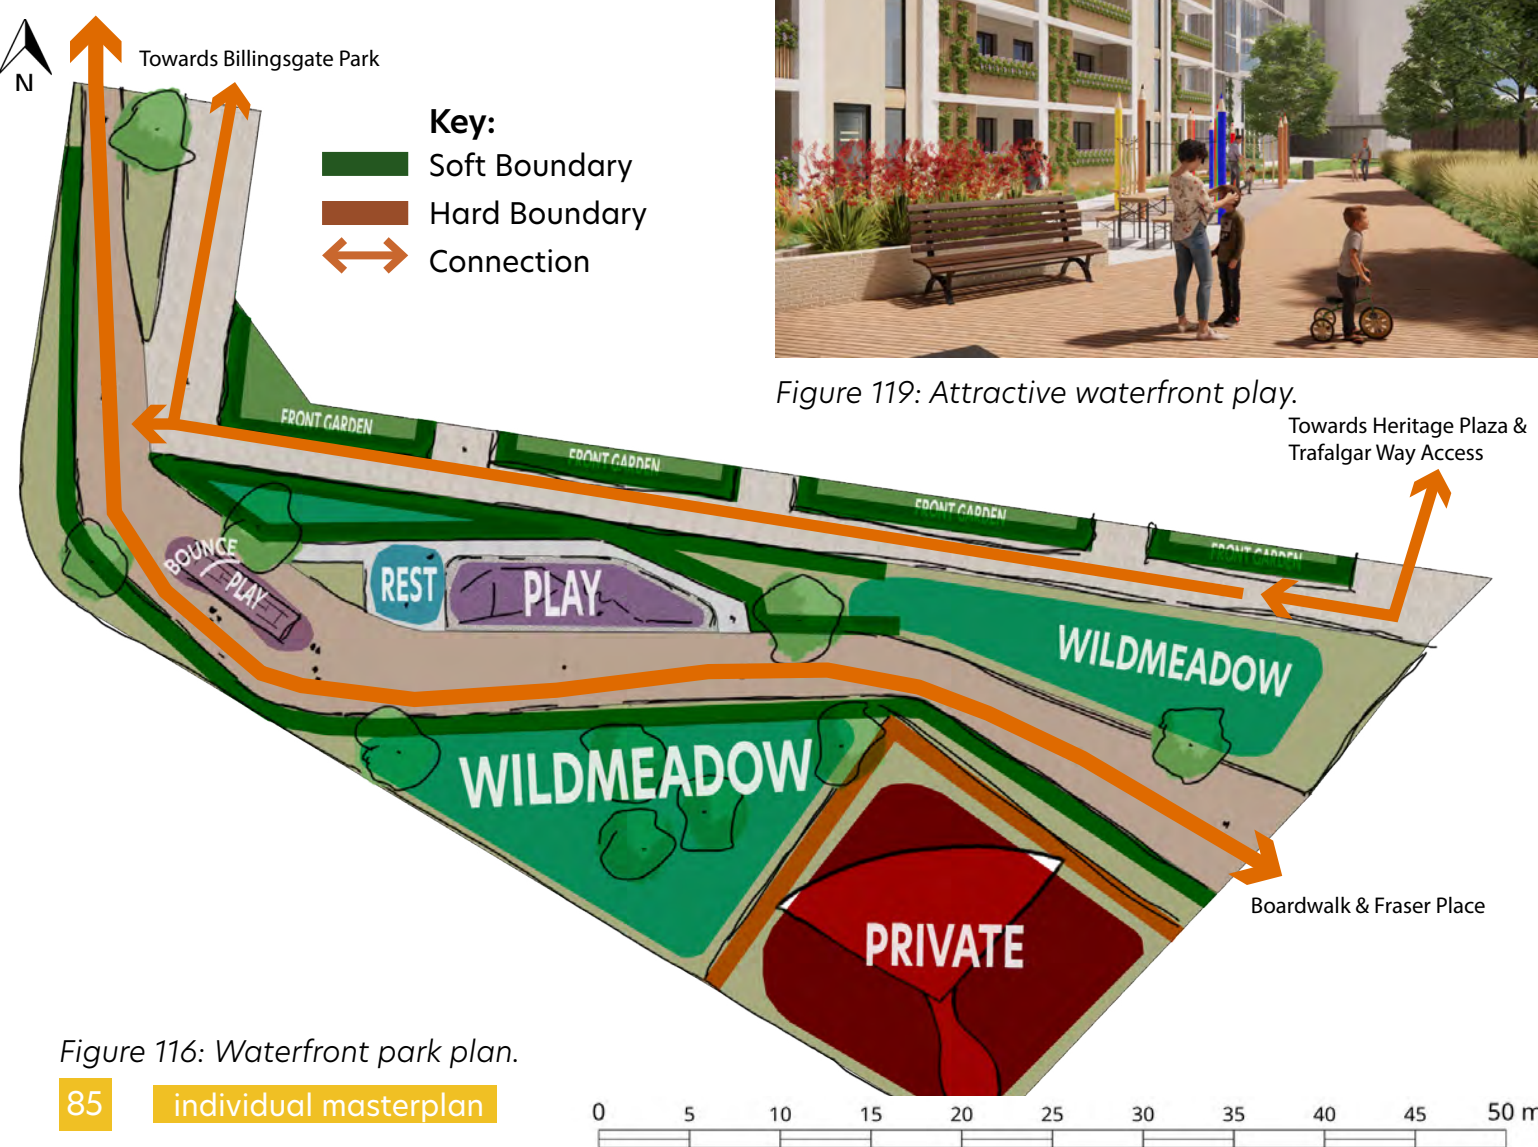 N
Towards Billingsgate Park
Key:
Soft Boundary
Hard Boundary
Connection
Figure 119: Attractive waterfront play.
Towards Heritage Plaza &
Trafalgar Way Access
FRONT GARDEN
FRONT GARDEN
FRONT GARDEN
FRONT GARDEN
BOUNCE
PLAY
REST
PLAY
WILDMEADOW
WILDMEADOW
PRIVATE
Boardwalk & Fraser Place
Figure 116: Waterfront park plan.
85
individual masterplan
0 5 10 15 20 25 30 35 40 45 50 m